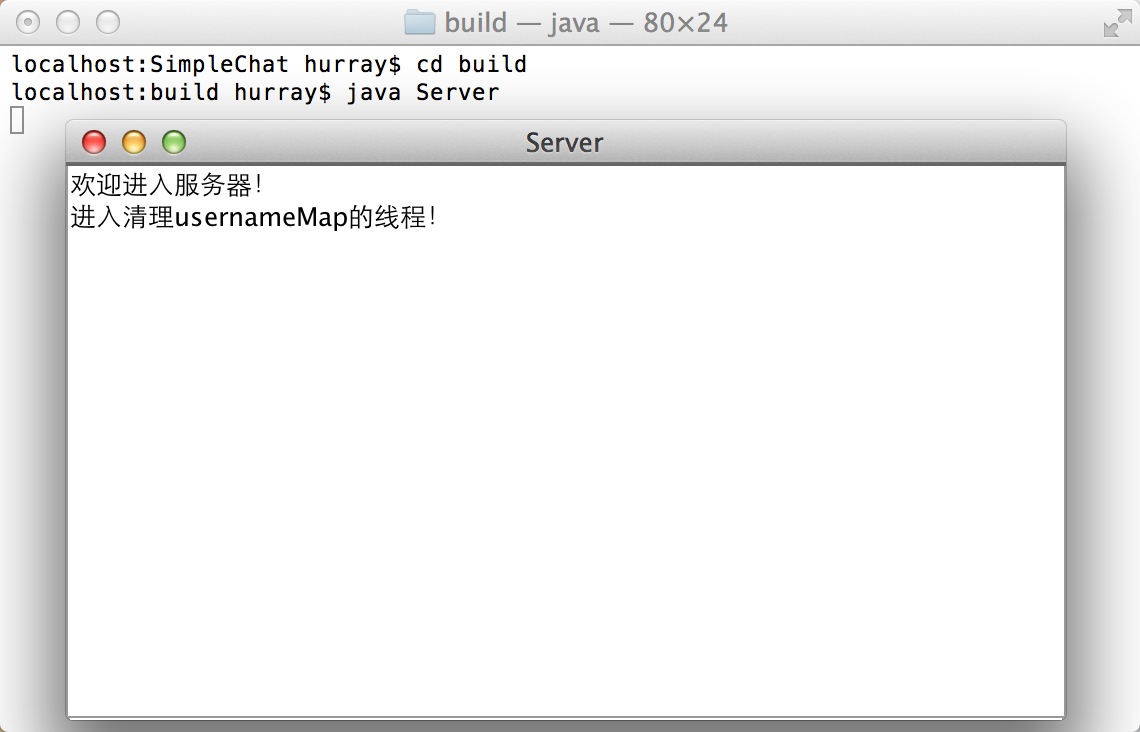 build — java — 80×24
localhost:SimpleChat hurray$ cd build
localhost:build hurray$ java Server
Server
欢迎进入服务器!
进入清理usernameMap的线程!